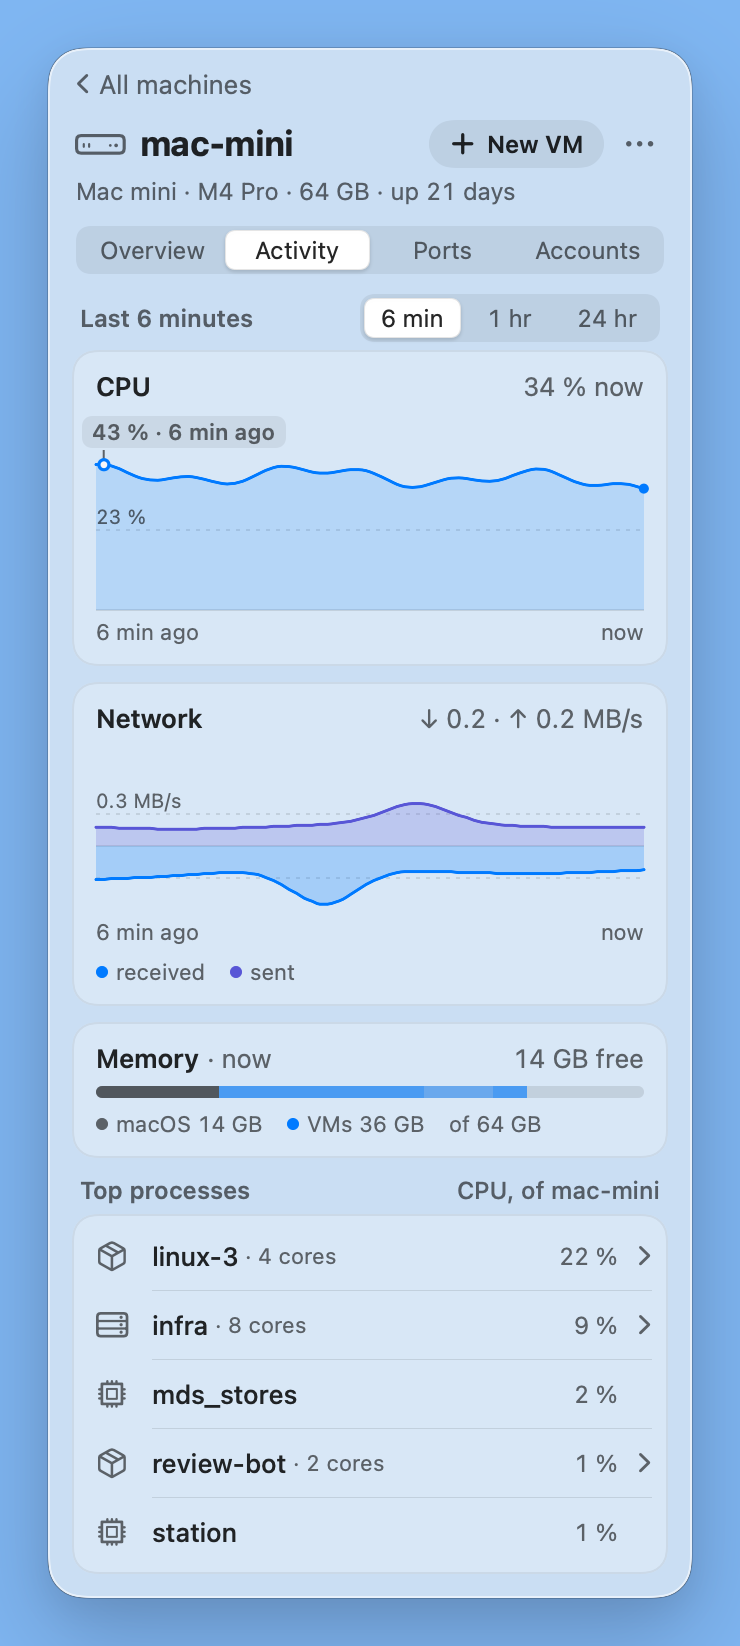 All machines
mac-mini
New VM
Mac mini · M4 Pro · 64 GB · up 21 days
Overview Activity Ports Accounts
Last 6 minutes 6 min 1 hr 24 hr
CPU 34 % now
43 % · 6 min ago
23 %
6 min ago now
Network ↓ 0.2 · ↑ 0.2 MB/s
0.3 MB/s
6 min ago now
received sent
Memory · now 14 GB free
macOS 14 GB VMs 36 GB of 64 GB
Top processes CPU, of mac-mini
linux-3 · 4 cores 22 %
infra · 8 cores 9 %
mds_stores 2 %
review-bot · 2 cores 1 %
station 1 %